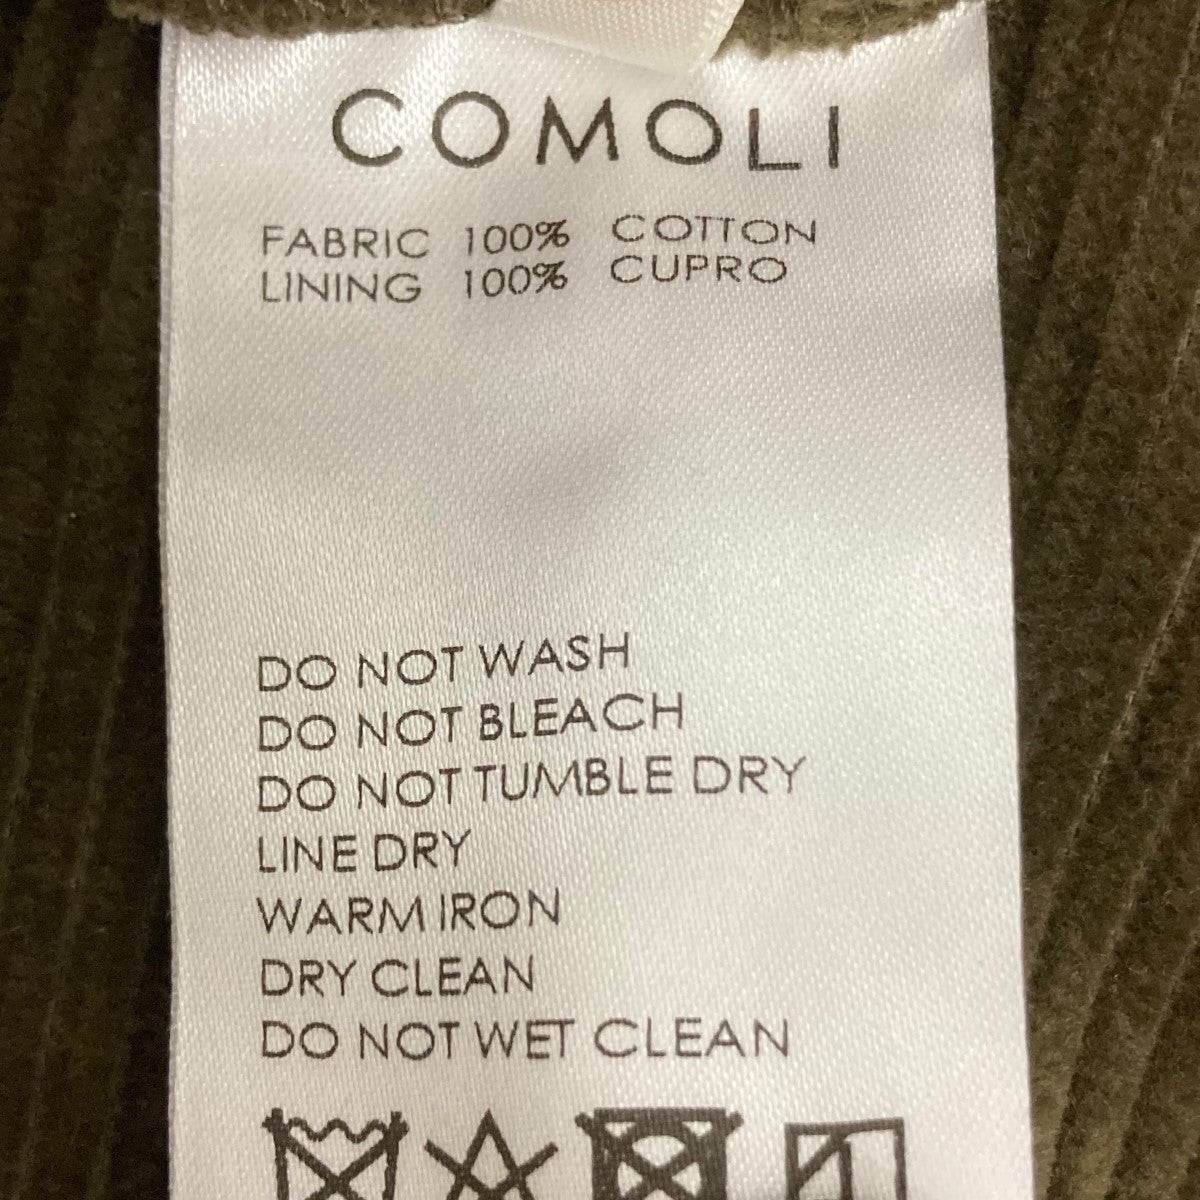 COMOLI
FABRIC 100% COTTON
LINING 100% CUPRO
DO NOT WASH
DO NOT BLEACH
DO NOT TUMBLE DRY
LINE DRY
WARM IRON
DRY CLEAN
DO NOT WET CLEAN